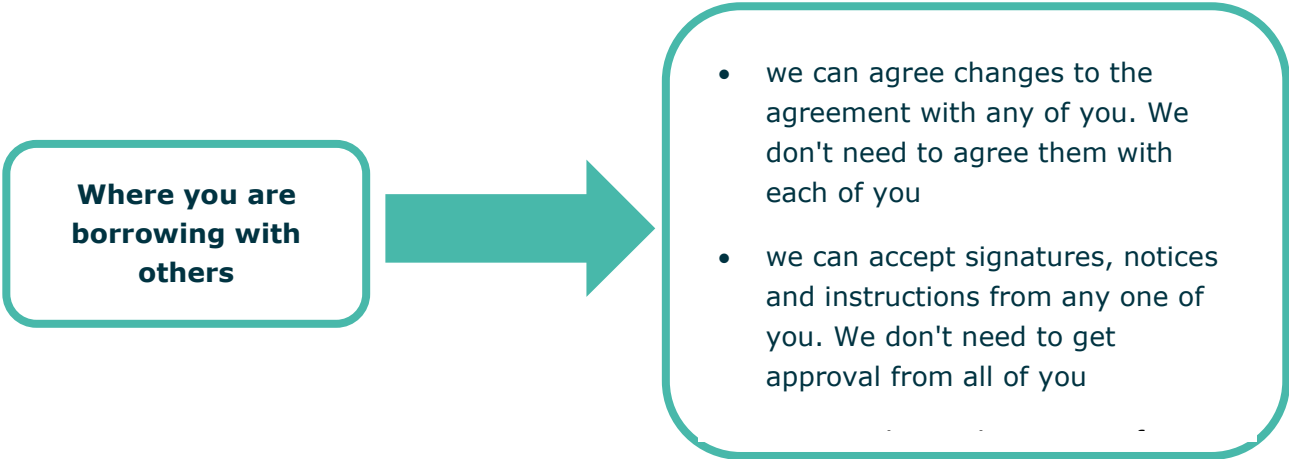 Where you are
borrowing with
others
• we can agree changes to the
agreement with any of you. We
don't need to agree them with
each of you
• we can accept signatures, notices
and instructions from any one of
you. We don't need to get
approval from all of you